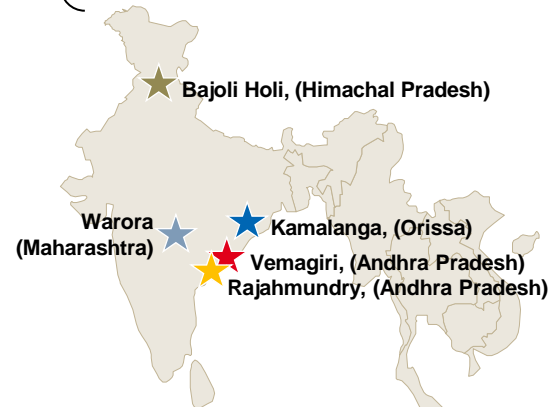 Bajoli Holi, (Himachal Pradesh)
Warora
(Maharashtra)
Kamalanga, (Orissa)
Vemagiri, (Andhra Pradesh)
Rajahmundry, (Andhra Pradesh)